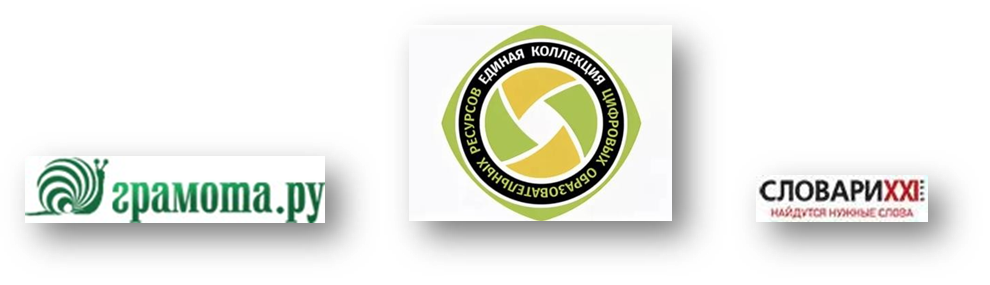 грамота.ру
ЕДИНАЯ КОЛЛЕКЦИЯ ЦИФРОВЫХ ОБРАЗОВАТЕЛЬНЫХ РЕСУРСОВ
СЛОВАРИXXI
НАЙДУТСЯ НУЖНЫЕ СЛОВА